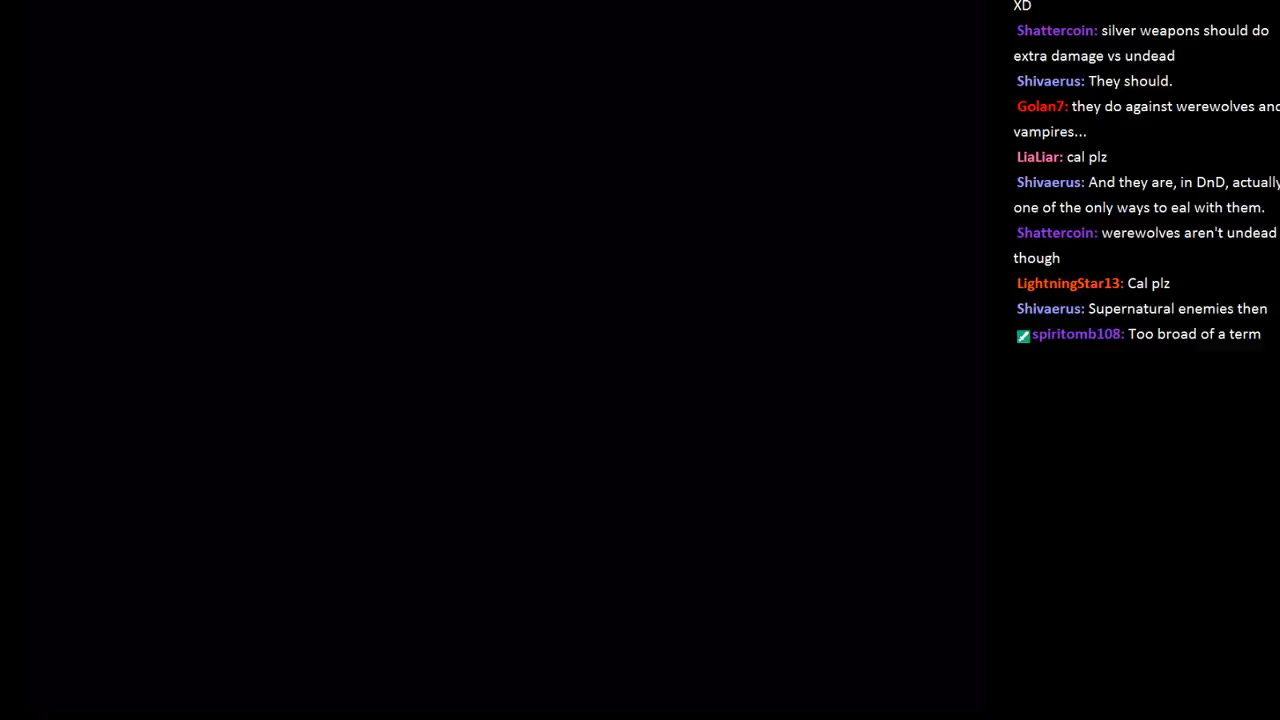 XD
Shattercoin: silver weapons should do
extra damage vs undead
Shivaerus: They should.
Golan7: they do against werewolves and
vampires...
LiaLiar: cal plz
Shivaerus: And they are, in DnD, actually
one of the only ways to eal with them.
Shattercoin: werewolves aren't undead
though
LightningStar13: Cal plz
Shivaerus: Supernatural enemies then
spiritomb108: Too broad of a term